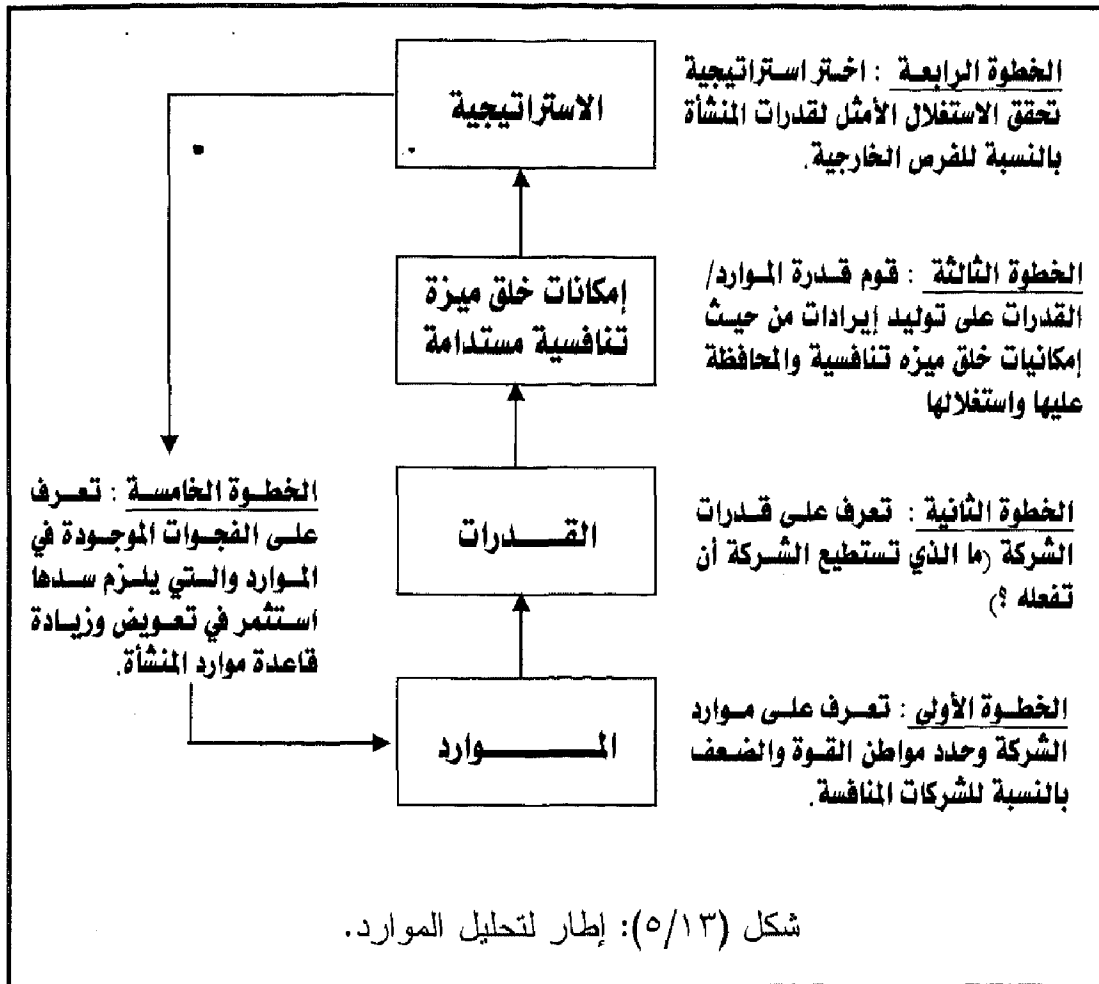 الاستراتيجية
الخطوة الرابعة : اختر استراتيجية
تحقق الاستغلال الأمثل لقدرات المنشأة
بالنسبة للفرص الخارجية.
إمكانات خلق ميزة
تنافسية مستدامة
الخطوة الثالثة : قوم قدرة الموارد/
القدرات على توليد إيرادات من حيث
إمكانيات خلق ميزه تنافسية والمحافظة
عليها واستغلالها
القدرات
الخطوة الثانية : تعرف على قدرات
الشركة (ما الذي تستطيع الشركة أن
تفعله ؟)
الخطوة الخامسة : تعرف
على الفجوات الموجودة في
الموارد والتي يلزم سدها
استثمر في تعويض وزيادة
قاعدة موارد المنشأة.
الموارد
الخطوة الأولي : تعرف على موارد
الشركة وحدد مواطن القوة والضعف
بالنسبة للشركات المنافسة.
شكل (٥/١٣): إطار لتحليل الموارد.